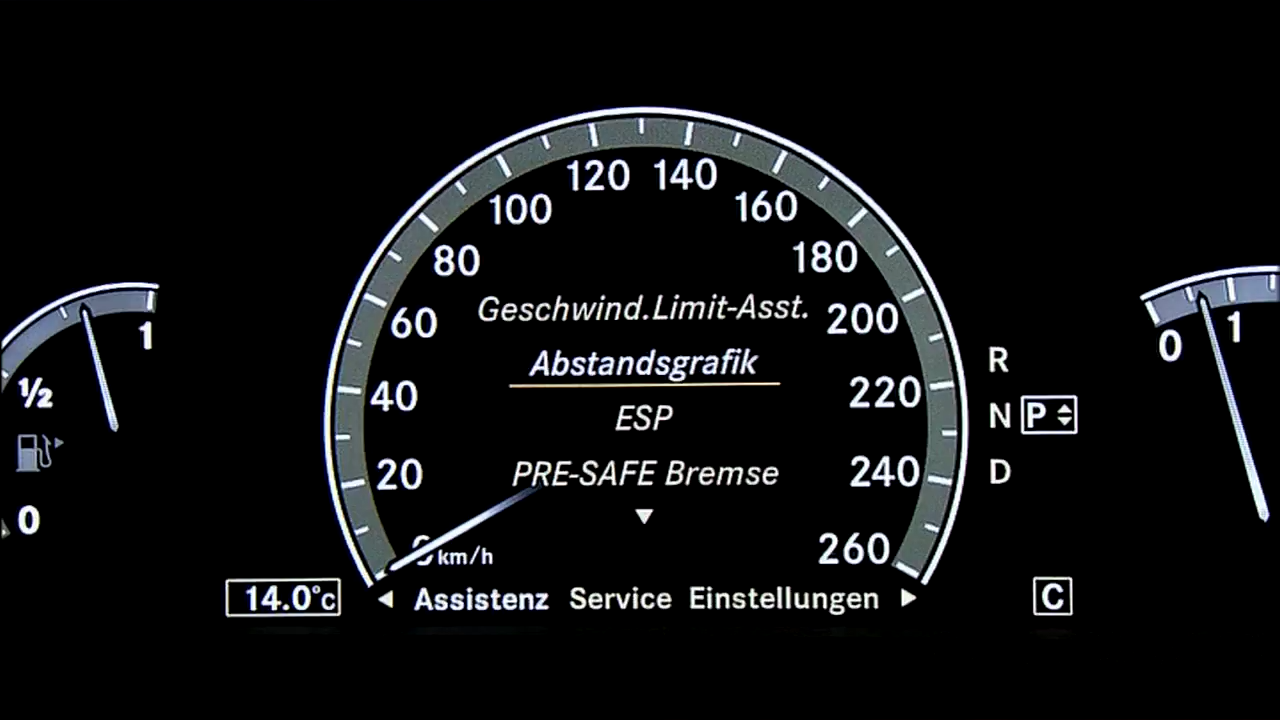 120 140
100 160
80 180
Geschwind.Limit-Asst.
60 200
Abstandsgrafik
40 220
ESP
20 240
PRE-SAFE Bremse
0 km/h 260
Assistenz Service Einstellungen
14.0°C
1
½
0
0 1
R
N P
D
C